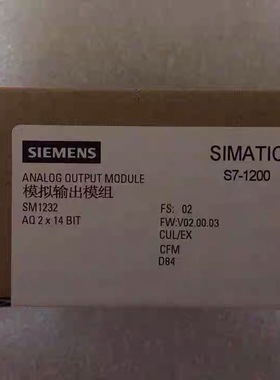 SIEMENS
SIMATIC
S7-1200
ANALOG OUTPUT MODULE
模拟输出模组
SM1232
AQ 2 x 14 BIT
FS: 02
FW:V02.00.03
CUL/EX
CFM
D84